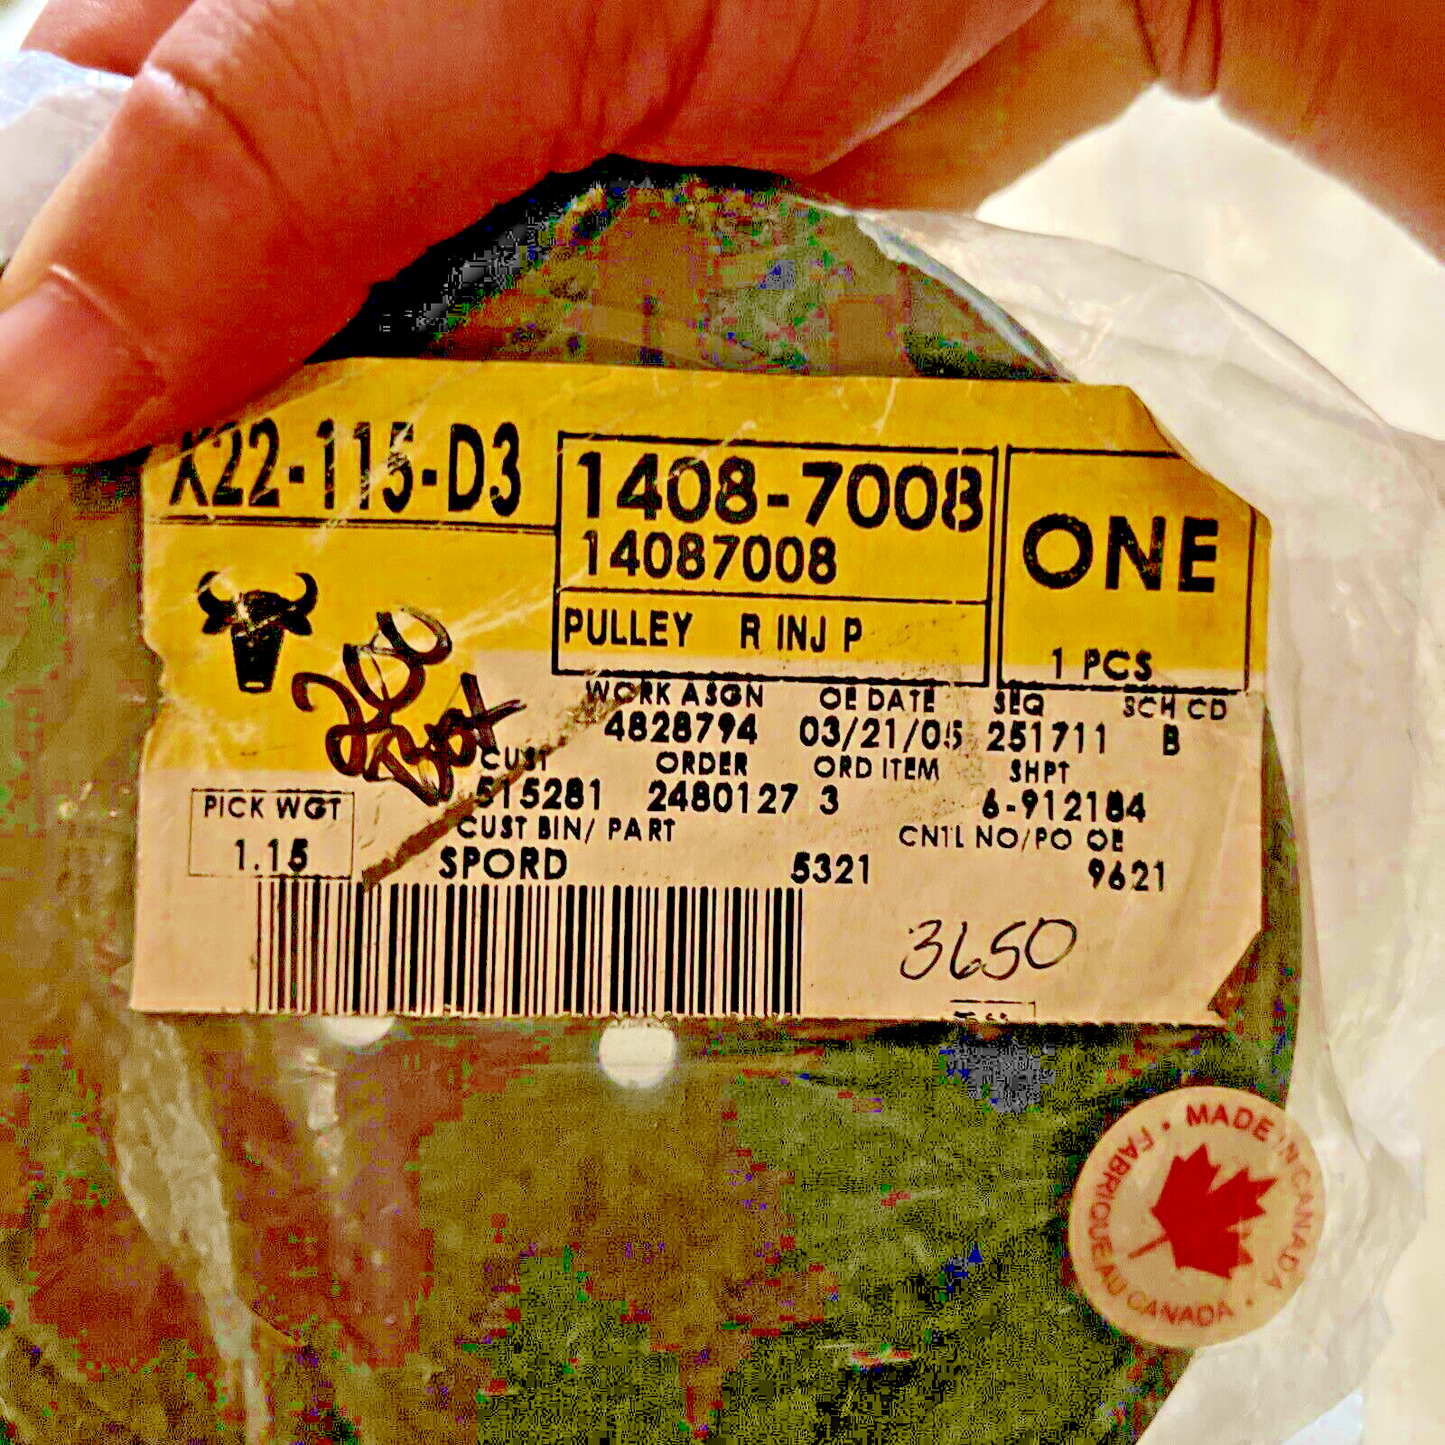 X22-115-D3
1408-7008
14087008
ONE
PULLEY R INJ P
1 PCS
200
WORK ASGN OE DATE SEQ SCH CD
4828794 03/21/05 251711 B
CUST ORDER ORD ITEM SHPT
515281 2480127 3 6-912184
PICK WGT
1.15
CUST BIN/ PART CNTL NO/PO OE
SPORD 5321 9621
3650
MADE IN CANADA
FABRIQUE AU CANADA